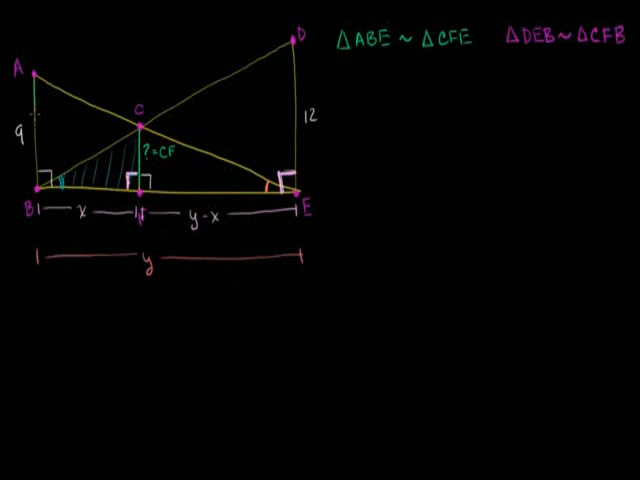 △ABE ~ △CFE △DEB ~ △CFB
D
A
C
9
12
? = CF
B
E
x
y - x
y